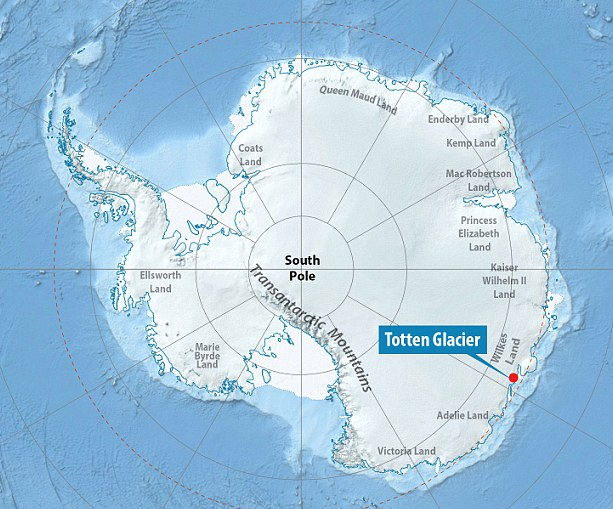 Queen Maud Land
Enderby Land
Kemp Land
Coats
Land
Mac Robertson
Land
Princess
Elizabeth
Land
South
Pole
Ellsworth
Land
Kaiser
Wilhelm II
Land
Transantarctic Mountains
Totten Glacier
Wilkes
Land
Marie
Byrde
Land
Adelie Land
Victoria Land